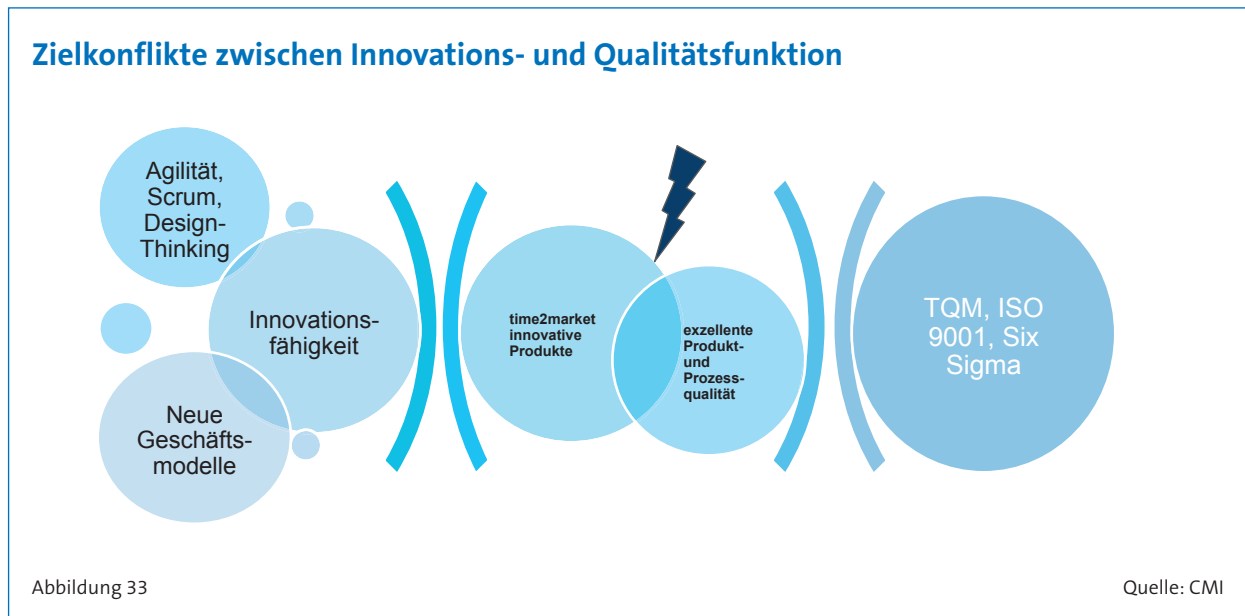 Zielkonflikte zwischen Innovations- und Qualitätsfunktion
Agilität,
Scrum,
Design-
Thinking
Innovations-
fähigkeit
Neue
Geschäfts-
modelle
time2market
innovative
Produkte
exzellente
Produkt-
und
Prozess-
qualität
TQM, ISO
9001, Six
Sigma
Abbildung 33
Quelle: CMI